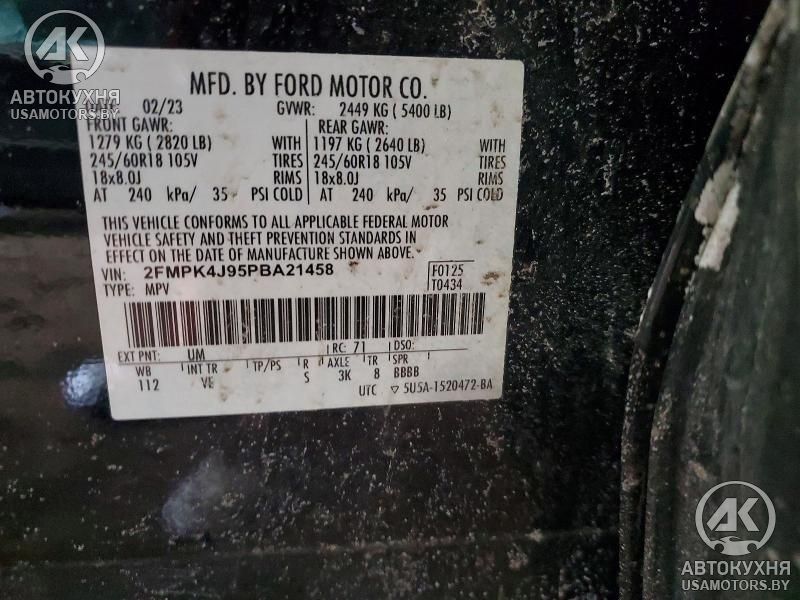 AK
АВТОКУХНЯ
USAMOTORS.BY
MFD. BY FORD MOTOR CO.
02/23 GVWR: 2449 KG ( 5400 LB)
FRONT GAWR: REAR GAWR:
1279 KG ( 2820 LB) WITH 1197 KG ( 2640 LB) WITH
245/60R18 105V TIRES 245/60R18 105V TIRES
18x8.0J RIMS 18x8.0J RIMS
AT 240 kPa/ 35 PSI COLD AT 240 kPa/ 35 PSI COLD
THIS VEHICLE CONFORMS TO ALL APPLICABLE FEDERAL MOTOR
VEHICLE SAFETY AND THEFT PREVENTION STANDARDS IN
EFFECT ON THE DATE OF MANUFACTURE SHOWN ABOVE.
VIN: 2FMPK4J95PBA21458 F0125
TYPE: MPV T0434
EXT PNT: UM RC: 71 DSO:
WB INT TR TP/PS R AXLE TR SPR
112 VE S 3K 8 BBBB
UTC ▽ 5U5A-1520472-BA
AK
АВТОКУХНЯ
USAMOTORS.BY